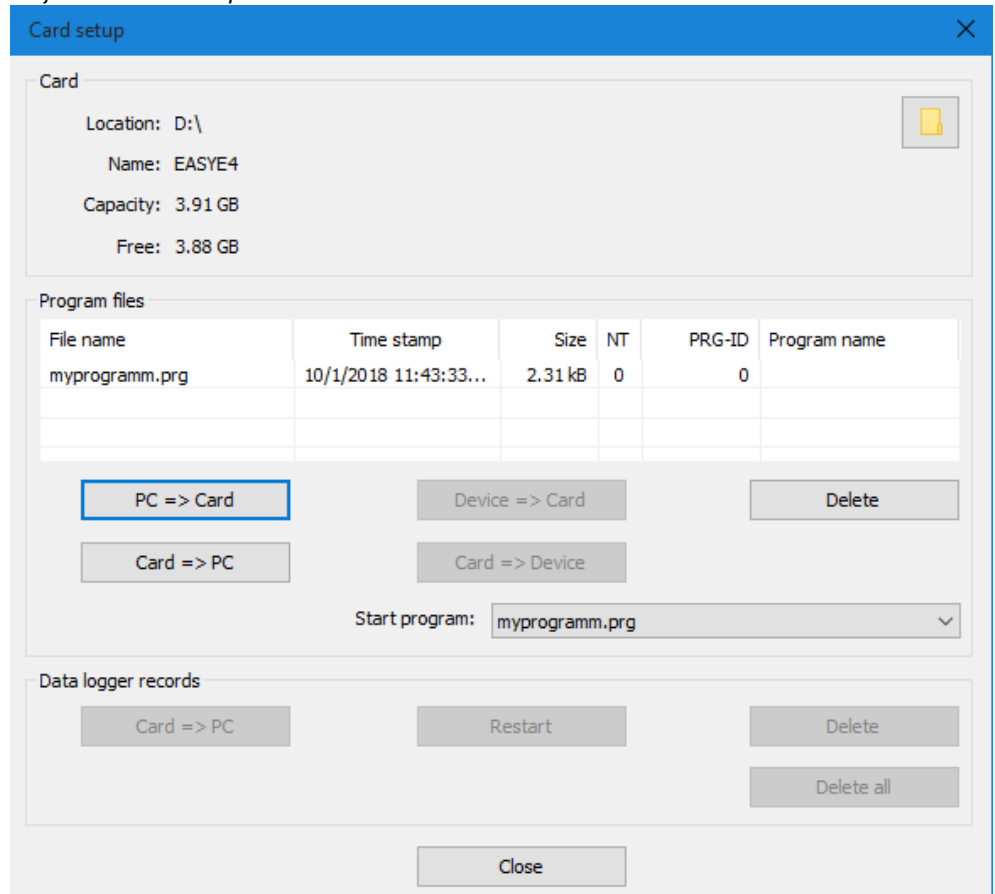 Card setup
Card
Location: D:\
Name: EASYE4
Capacity: 3.91 GB
Free: 3.88 GB
Program files
File name Time stamp Size NT PRG-ID Program name
myprogramm.prg 10/1/2018 11:43:33... 2.31 kB 0 0
PC => Card Device => Card Delete
Card => PC Card => Device
Start program: myprogramm.prg
Data logger records
Card => PC Restart Delete
Delete all
Close